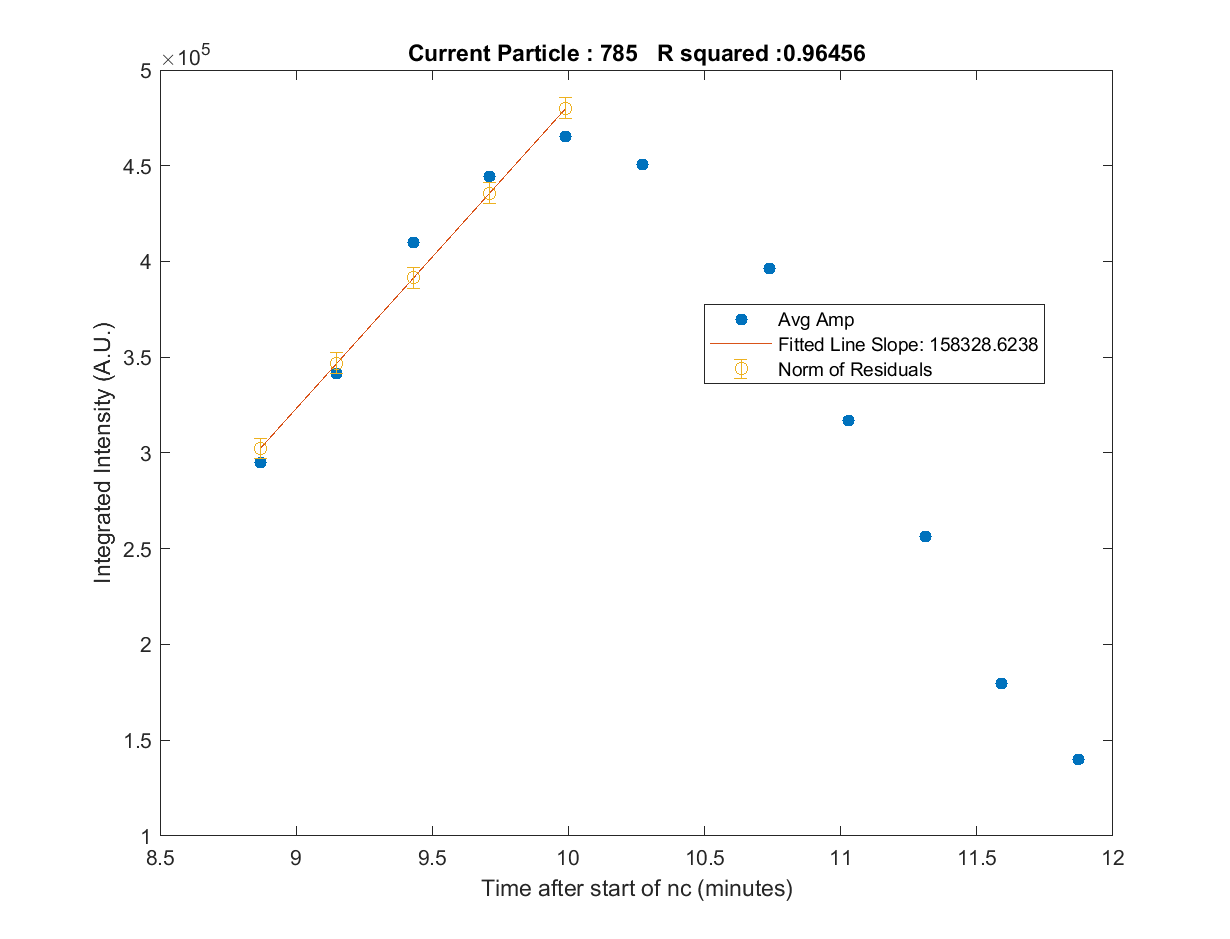 Current Particle : 785 R squared :0.96456
×10^5
5
4.5
4
3.5
3
2.5
2
1.5
1
Integrated Intensity (A.U.)
Avg Amp
Fitted Line Slope: 158328.6238
Norm of Residuals
8.5 9 9.5 10 10.5 11 11.5 12
Time after start of nc (minutes)